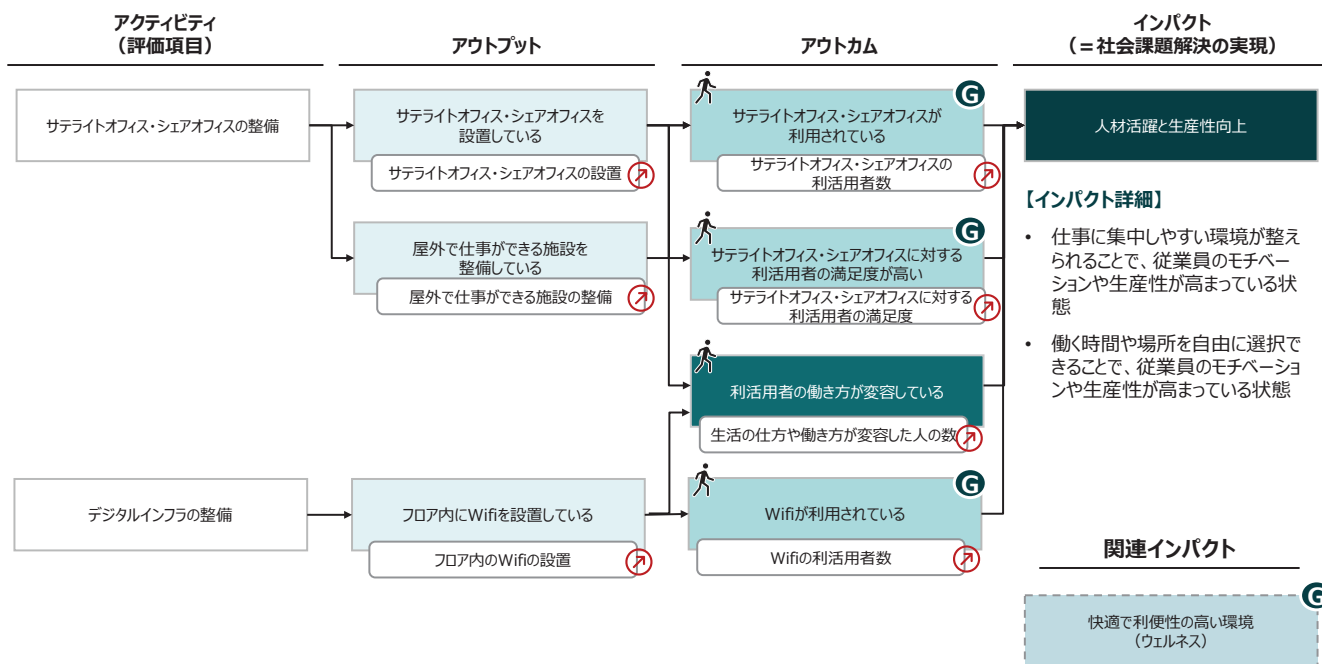 アクティビティ
（評価項目）
アウトプット
アウトカム
インパクト
（＝社会課題解決の実現）
サテライトオフィス・シェアオフィスの整備
サテライトオフィス・シェアオフィスを
設置している
サテライトオフィス・シェアオフィスの設置
G
サテライトオフィス・シェアオフィスが
利用されている
サテライトオフィス・シェアオフィスの
利活用者数
人材活躍と生産性向上
屋外で仕事ができる施設を
整備している
屋外で仕事ができる施設の整備
G
サテライトオフィス・シェアオフィスに対する
利活用者の満足度が高い
サテライトオフィス・シェアオフィスに対する
利活用者の満足度
【インパクト詳細】
• 仕事に集中しやすい環境が整え
られることで、従業員のモチベー
ションや生産性が高まっている状
態
• 働く時間や場所を自由に選択で
きることで、従業員のモチベーショ
ンや生産性が高まっている状態
利活用者の働き方が変容している
生活の仕方や働き方が変容した人の数
デジタルインフラの整備
フロア内にWifiを設置している
フロア内のWifiの設置
G
Wifiが利用されている
Wifiの利活用者数
関連インパクト
G
快適で利便性の高い環境
（ウェルネス）